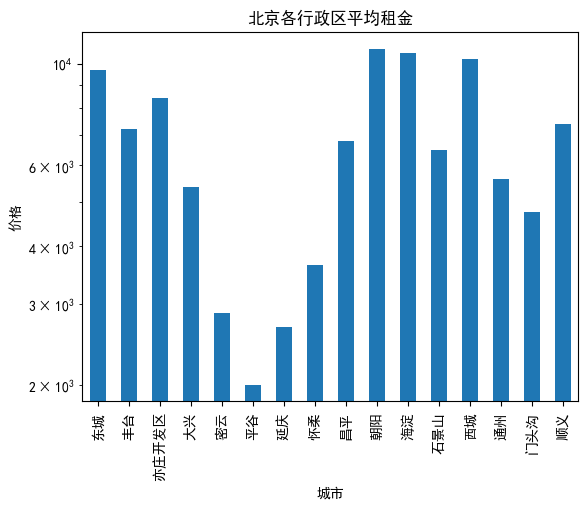 北京各行政区平均租金
价格
10⁴
6 × 10³
4 × 10³
3 × 10³
2 × 10³
东城
丰台
亦庄开发区
大兴
密云
平谷
延庆
怀柔
昌平
朝阳
海淀
石景山
西城
通州
门头沟
顺义
城市